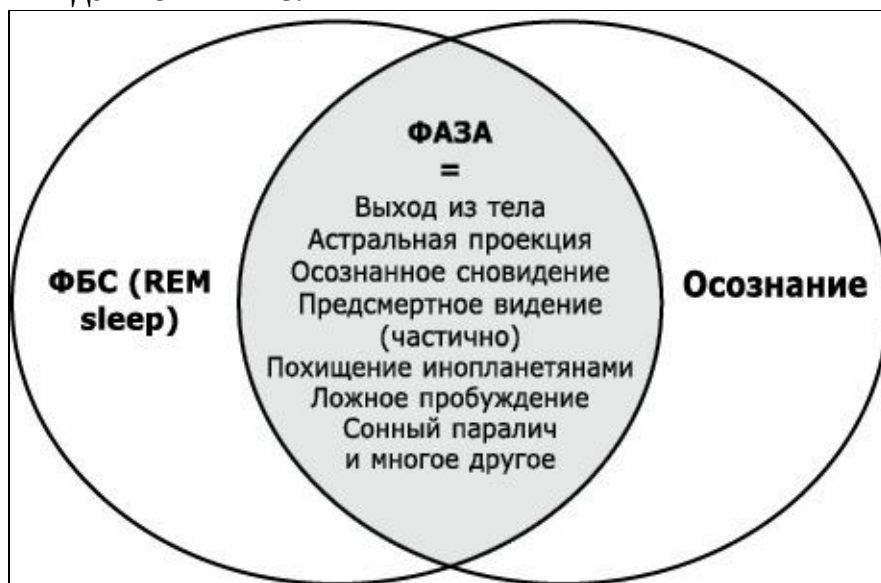 ФАЗА
=
Выход из тела
Астральная проекция
Осознанное сновидение
Предсмертное видение
(частично)
Похищение инопланетянами
Ложное пробуждение
Сонный паралич
и многое другое
ФБС (REM
sleep)
Осознание